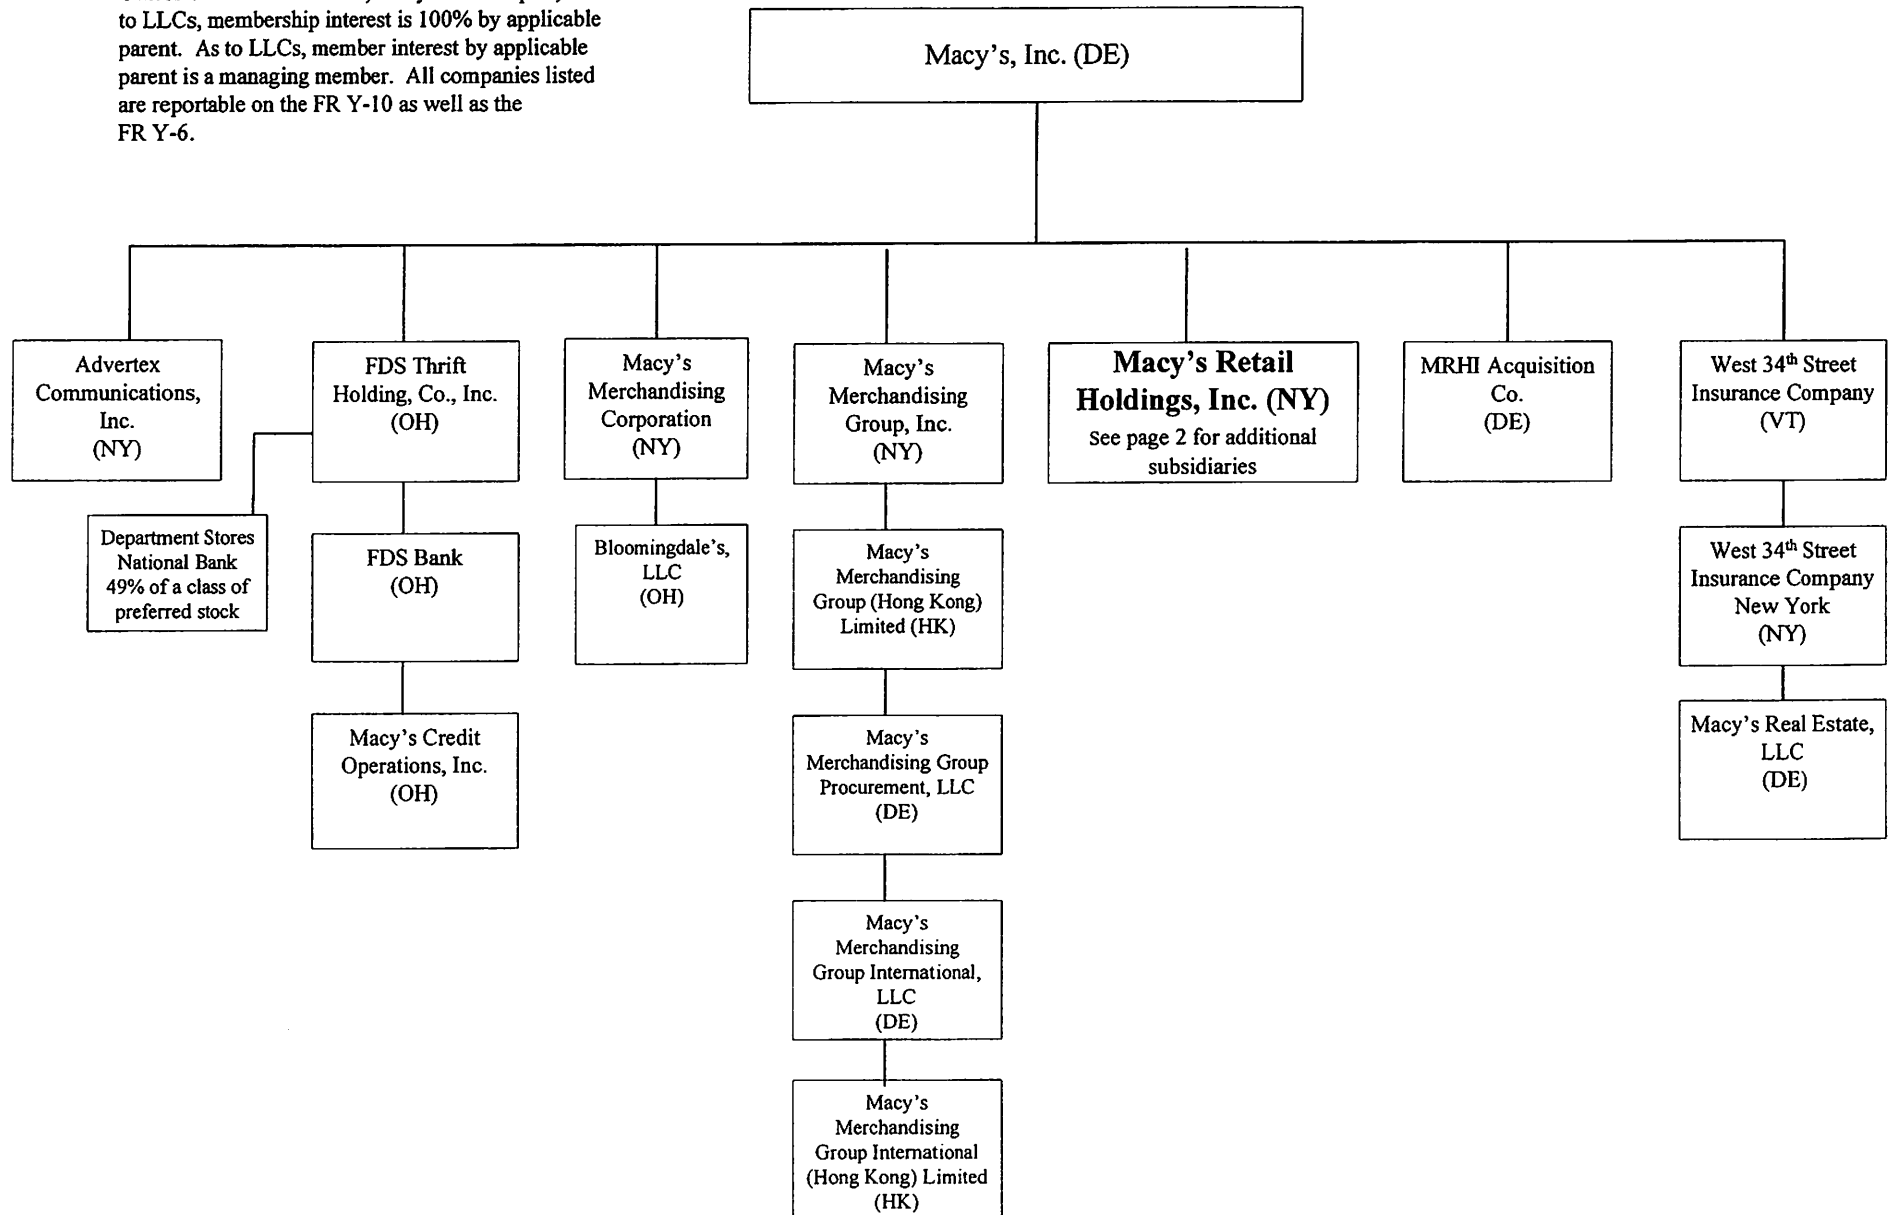 to LLCs, membership interest is 100% by applicable
parent. As to LLCs, member interest by applicable
parent is a managing member. All companies listed
are reportable on the FR Y-10 as well as the
FR Y-6.
Macy's, Inc. (DE)
Advertex
Communications,
Inc.
(NY)
FDS Thrift
Holding, Co., Inc.
(OH)
Macy's
Merchandising
Corporation
(NY)
Macy's
Merchandising
Group, Inc.
(NY)
Macy's Retail
Holdings, Inc. (NY)
See page 2 for additional
subsidiaries
MRHI Acquisition
Co.
(DE)
West 34th Street
Insurance Company
(VT)
Department Stores
National Bank
49% of a class of
preferred stock
FDS Bank
(OH)
Bloomingdale's,
LLC
(OH)
Macy's
Merchandising
Group (Hong Kong)
Limited (HK)
West 34th Street
Insurance Company
New York
(NY)
Macy's Credit
Operations, Inc.
(OH)
Macy's
Merchandising Group
Procurement, LLC
(DE)
Macy's Real Estate,
LLC
(DE)
Macy's
Merchandising
Group International,
LLC
(DE)
Macy's
Merchandising
Group International
(Hong Kong) Limited
(HK)